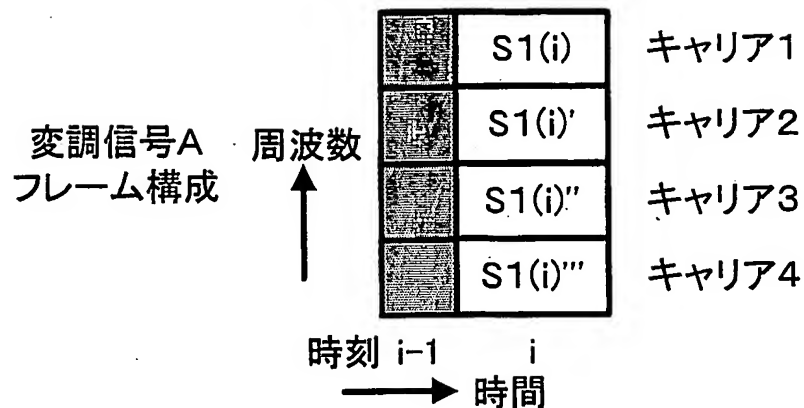 S1(i) キャリア1
S1(i)' キャリア2
変調信号A 周波数
フレーム構成
S1(i)'' キャリア3
S1(i)''' キャリア4
時刻 i-1 i
時間